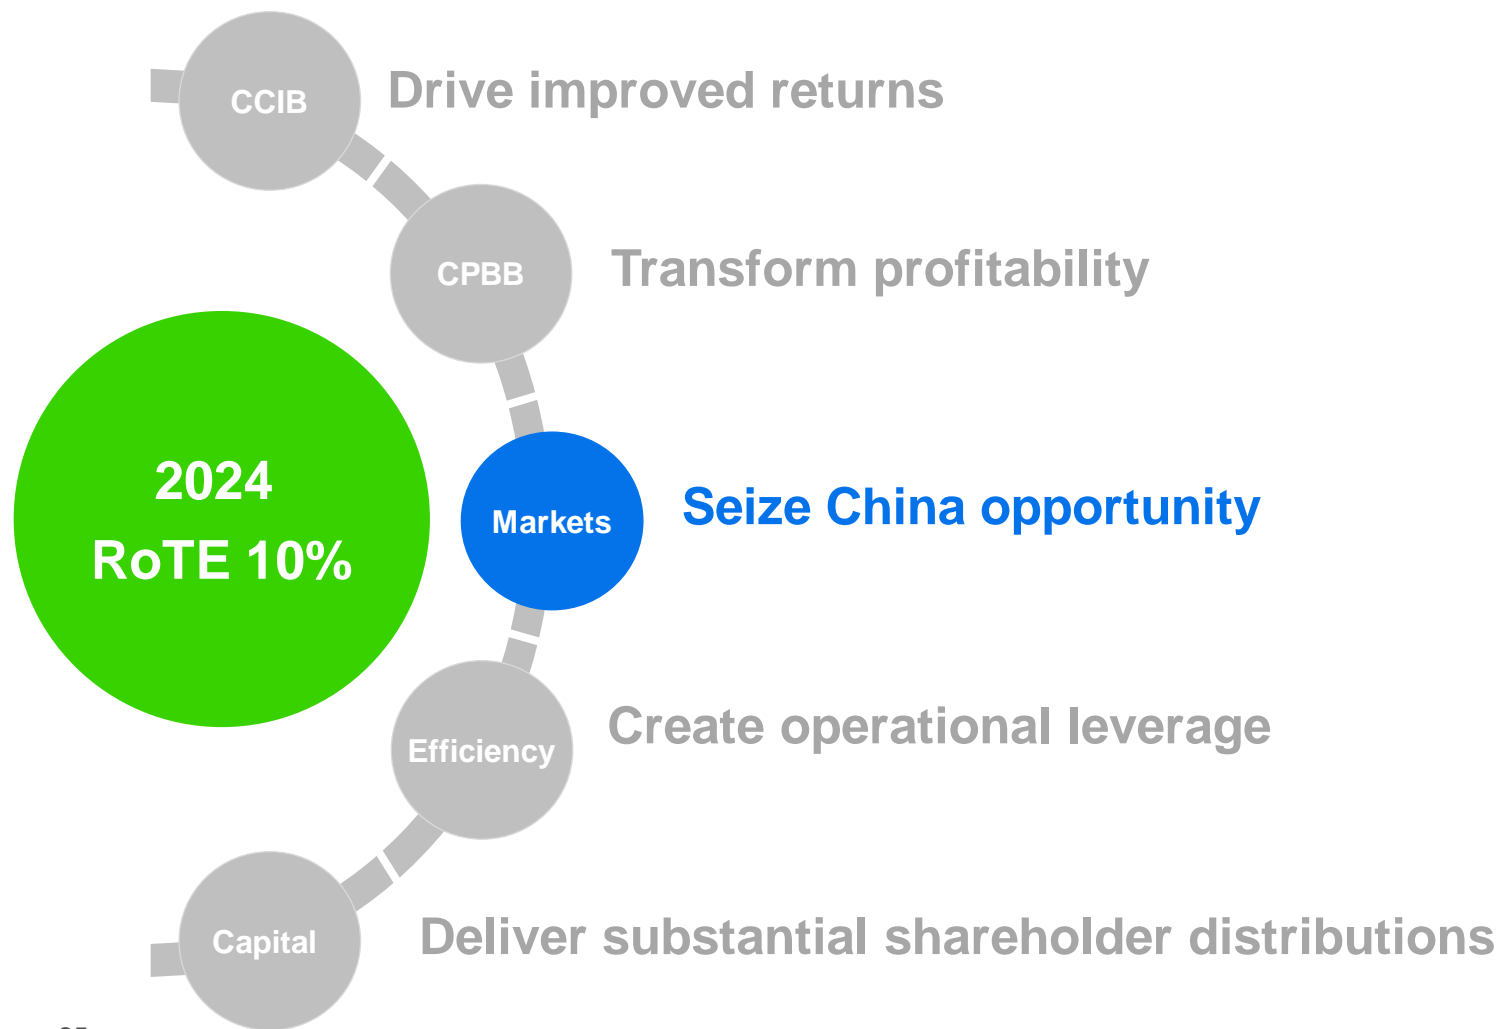 CCIB
Drive improved returns
CPBB
Transform profitability
2024
RoTE 10%
Markets
Seize China opportunity
Efficiency
Create operational leverage
Capital
Deliver substantial shareholder distributions